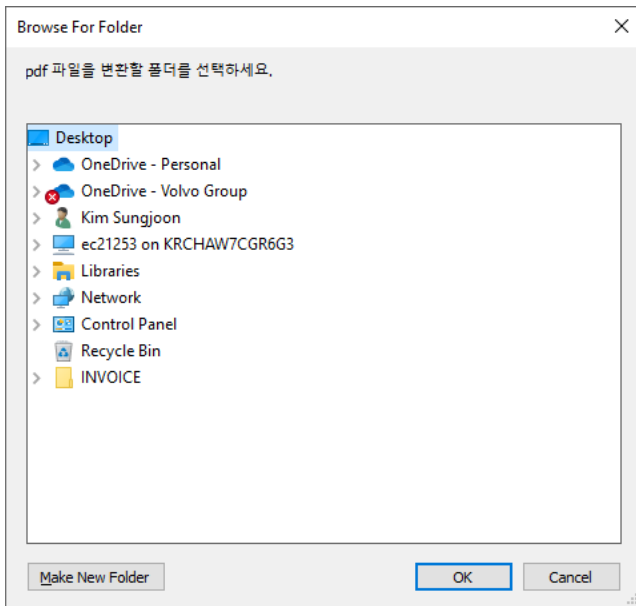 Browse For Folder
pdf 파일을 변환할 폴더를 선택하세요.
Desktop
OneDrive - Personal
OneDrive - Volvo Group
Kim Sungjoon
ec21253 on KRCHAW7CGR6G3
Libraries
Network
Control Panel
Recycle Bin
INVOICE
Make New Folder
OK
Cancel